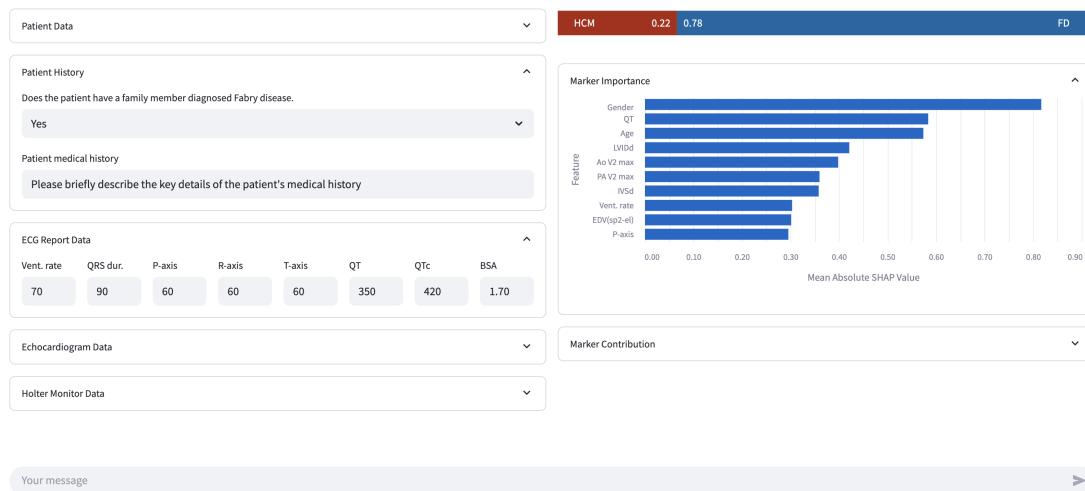 Patient Data
Patient History
Does the patient have a family member diagnosed Fabry disease.
Yes
Patient medical history
Please briefly describe the key details of the patient's medical history
ECG Report Data
Vent. rate QRS dur. P-axis R-axis T-axis QT QTc BSA
70 90 60 60 60 350 420 1.70
Echocardiogram Data
Holter Monitor Data
HCM 0.22 0.78 FD
Marker Importance
Feature
Gender
QT
Age
LVIDd
Ao V2 max
PA V2 max
IVSd
Vent. rate
EDV(sp2-el)
P-axis
0.00 0.10 0.20 0.30 0.40 0.50 0.60 0.70 0.80 0.90
Mean Absolute SHAP Value
Marker Contribution
Your message